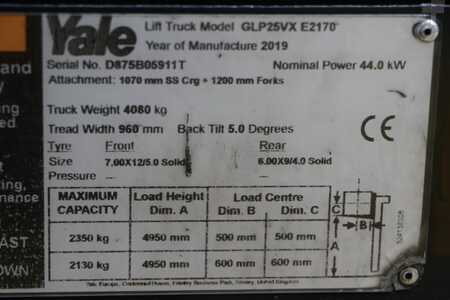 Yale
Lift Truck Model GLP25VX E2170
Year of Manufacture 2019
Serial No. D875B05911T Nominal Power 44.0 kW
Attachment: 1070 mm SS Crg + 1200 mm Forks
Truck Weight 4080 kg
Tread Width 960 mm Back Tilt 5.0 Degrees
CE
Tyre Front Rear
Size 7.00X12/5.0 Solid 6.00X9/4.0 Solid
Pressure – –
MAXIMUM CAPACITY Load Height Dim. A Load Centre Dim. B Dim. C
2350 kg 4950 mm 500 mm 500 mm
2130 kg 4950 mm 600 mm 600 mm
C
B
A
and
ing
ed
t
ting,
nance
AST
OWN